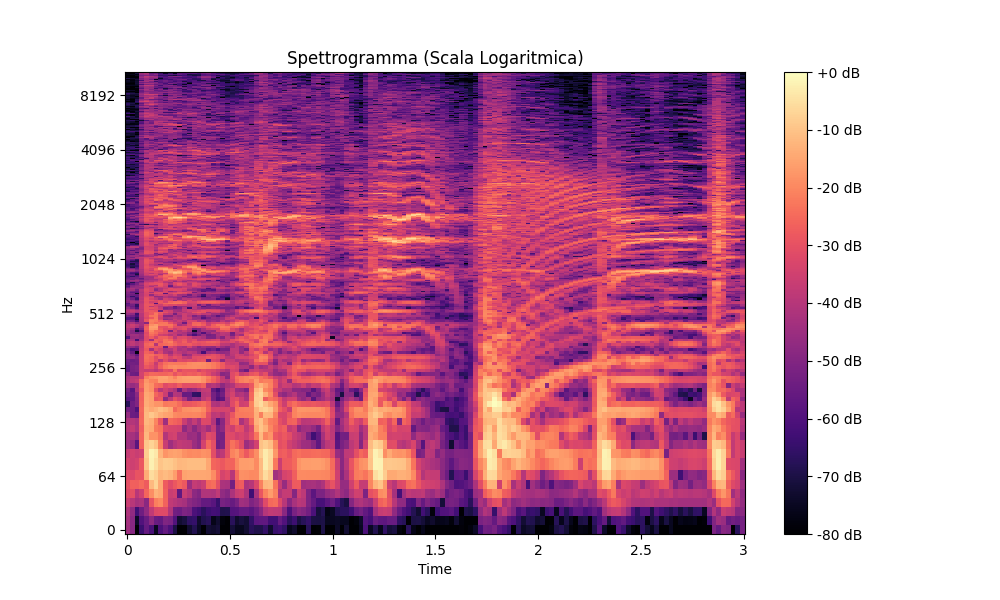 Spettrogramma (Scala Logaritmica)
Hz
8192
4096
2048
1024
512
256
128
64
0
0 0.5 1 1.5 2 2.5 3
Time
+0 dB
-10 dB
-20 dB
-30 dB
-40 dB
-50 dB
-60 dB
-70 dB
-80 dB